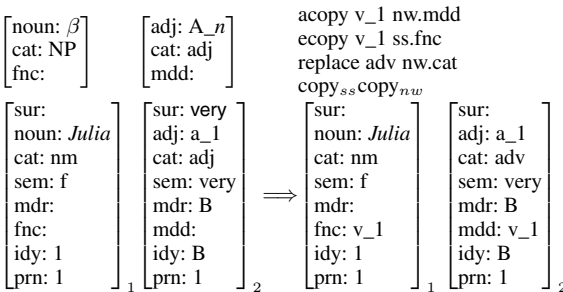 noun: β adj: A_n acopy v_1 nw.mdd
cat: NP cat: adj ecopy v_1 ss.fnc
fnc: mdd: replace adv nw.cat
copy_ss copy_nw
sur: sur: very sur: sur: very
noun: Julia adj: a_1 noun: Julia adj: a_1
cat: nm cat: adj ⟹ cat: nm cat: adv
sem: f sem: very sem: f sem: very
mdr: mdr: B mdr: mdr: B
fnc: mdd: fnc: v_1 mdd: v_1
idy: 1 idy: B idy: 1 idy: B
prn: 1 prn: 1 prn: 1 prn: 1
1 2 1 2